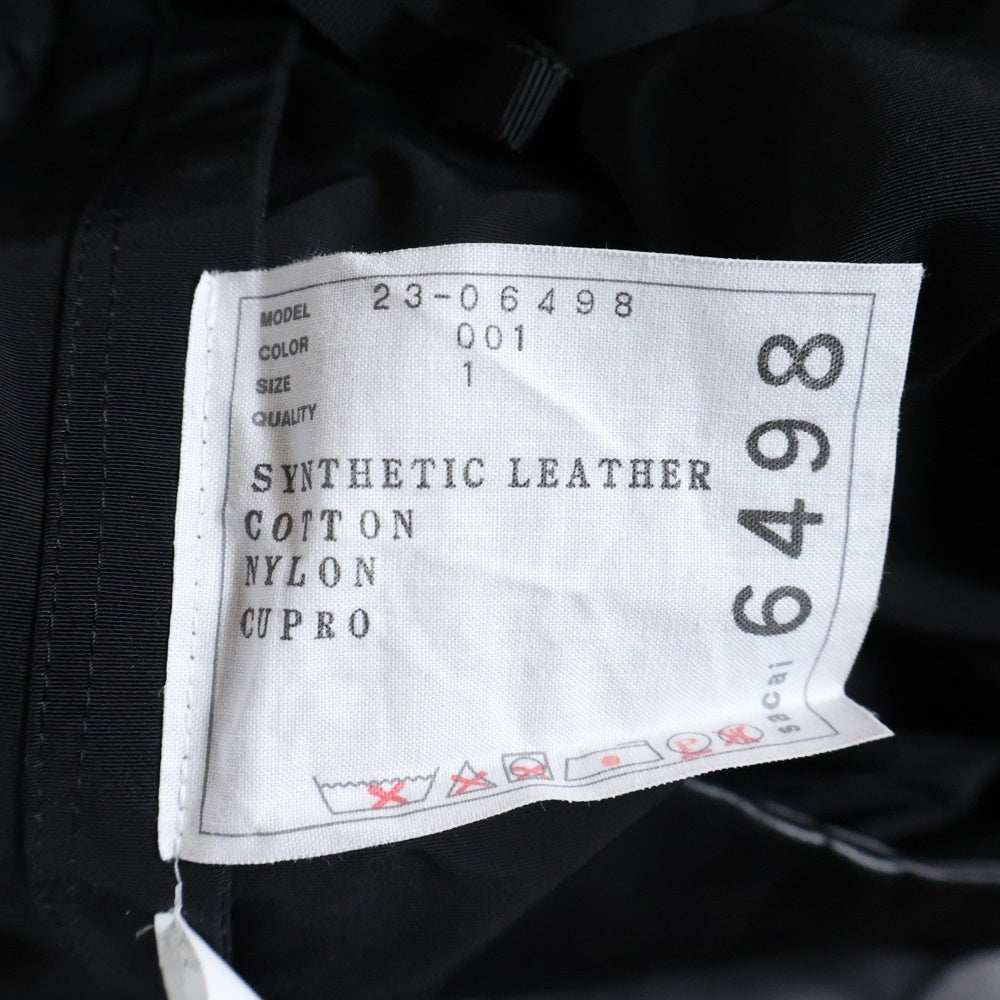 MODEL 23-06498
COLOR 001
SIZE 1
QUALITY
SYNTHETIC LEATHER
COTTON
NYLON
CUPRO
sacai 6498
P
W